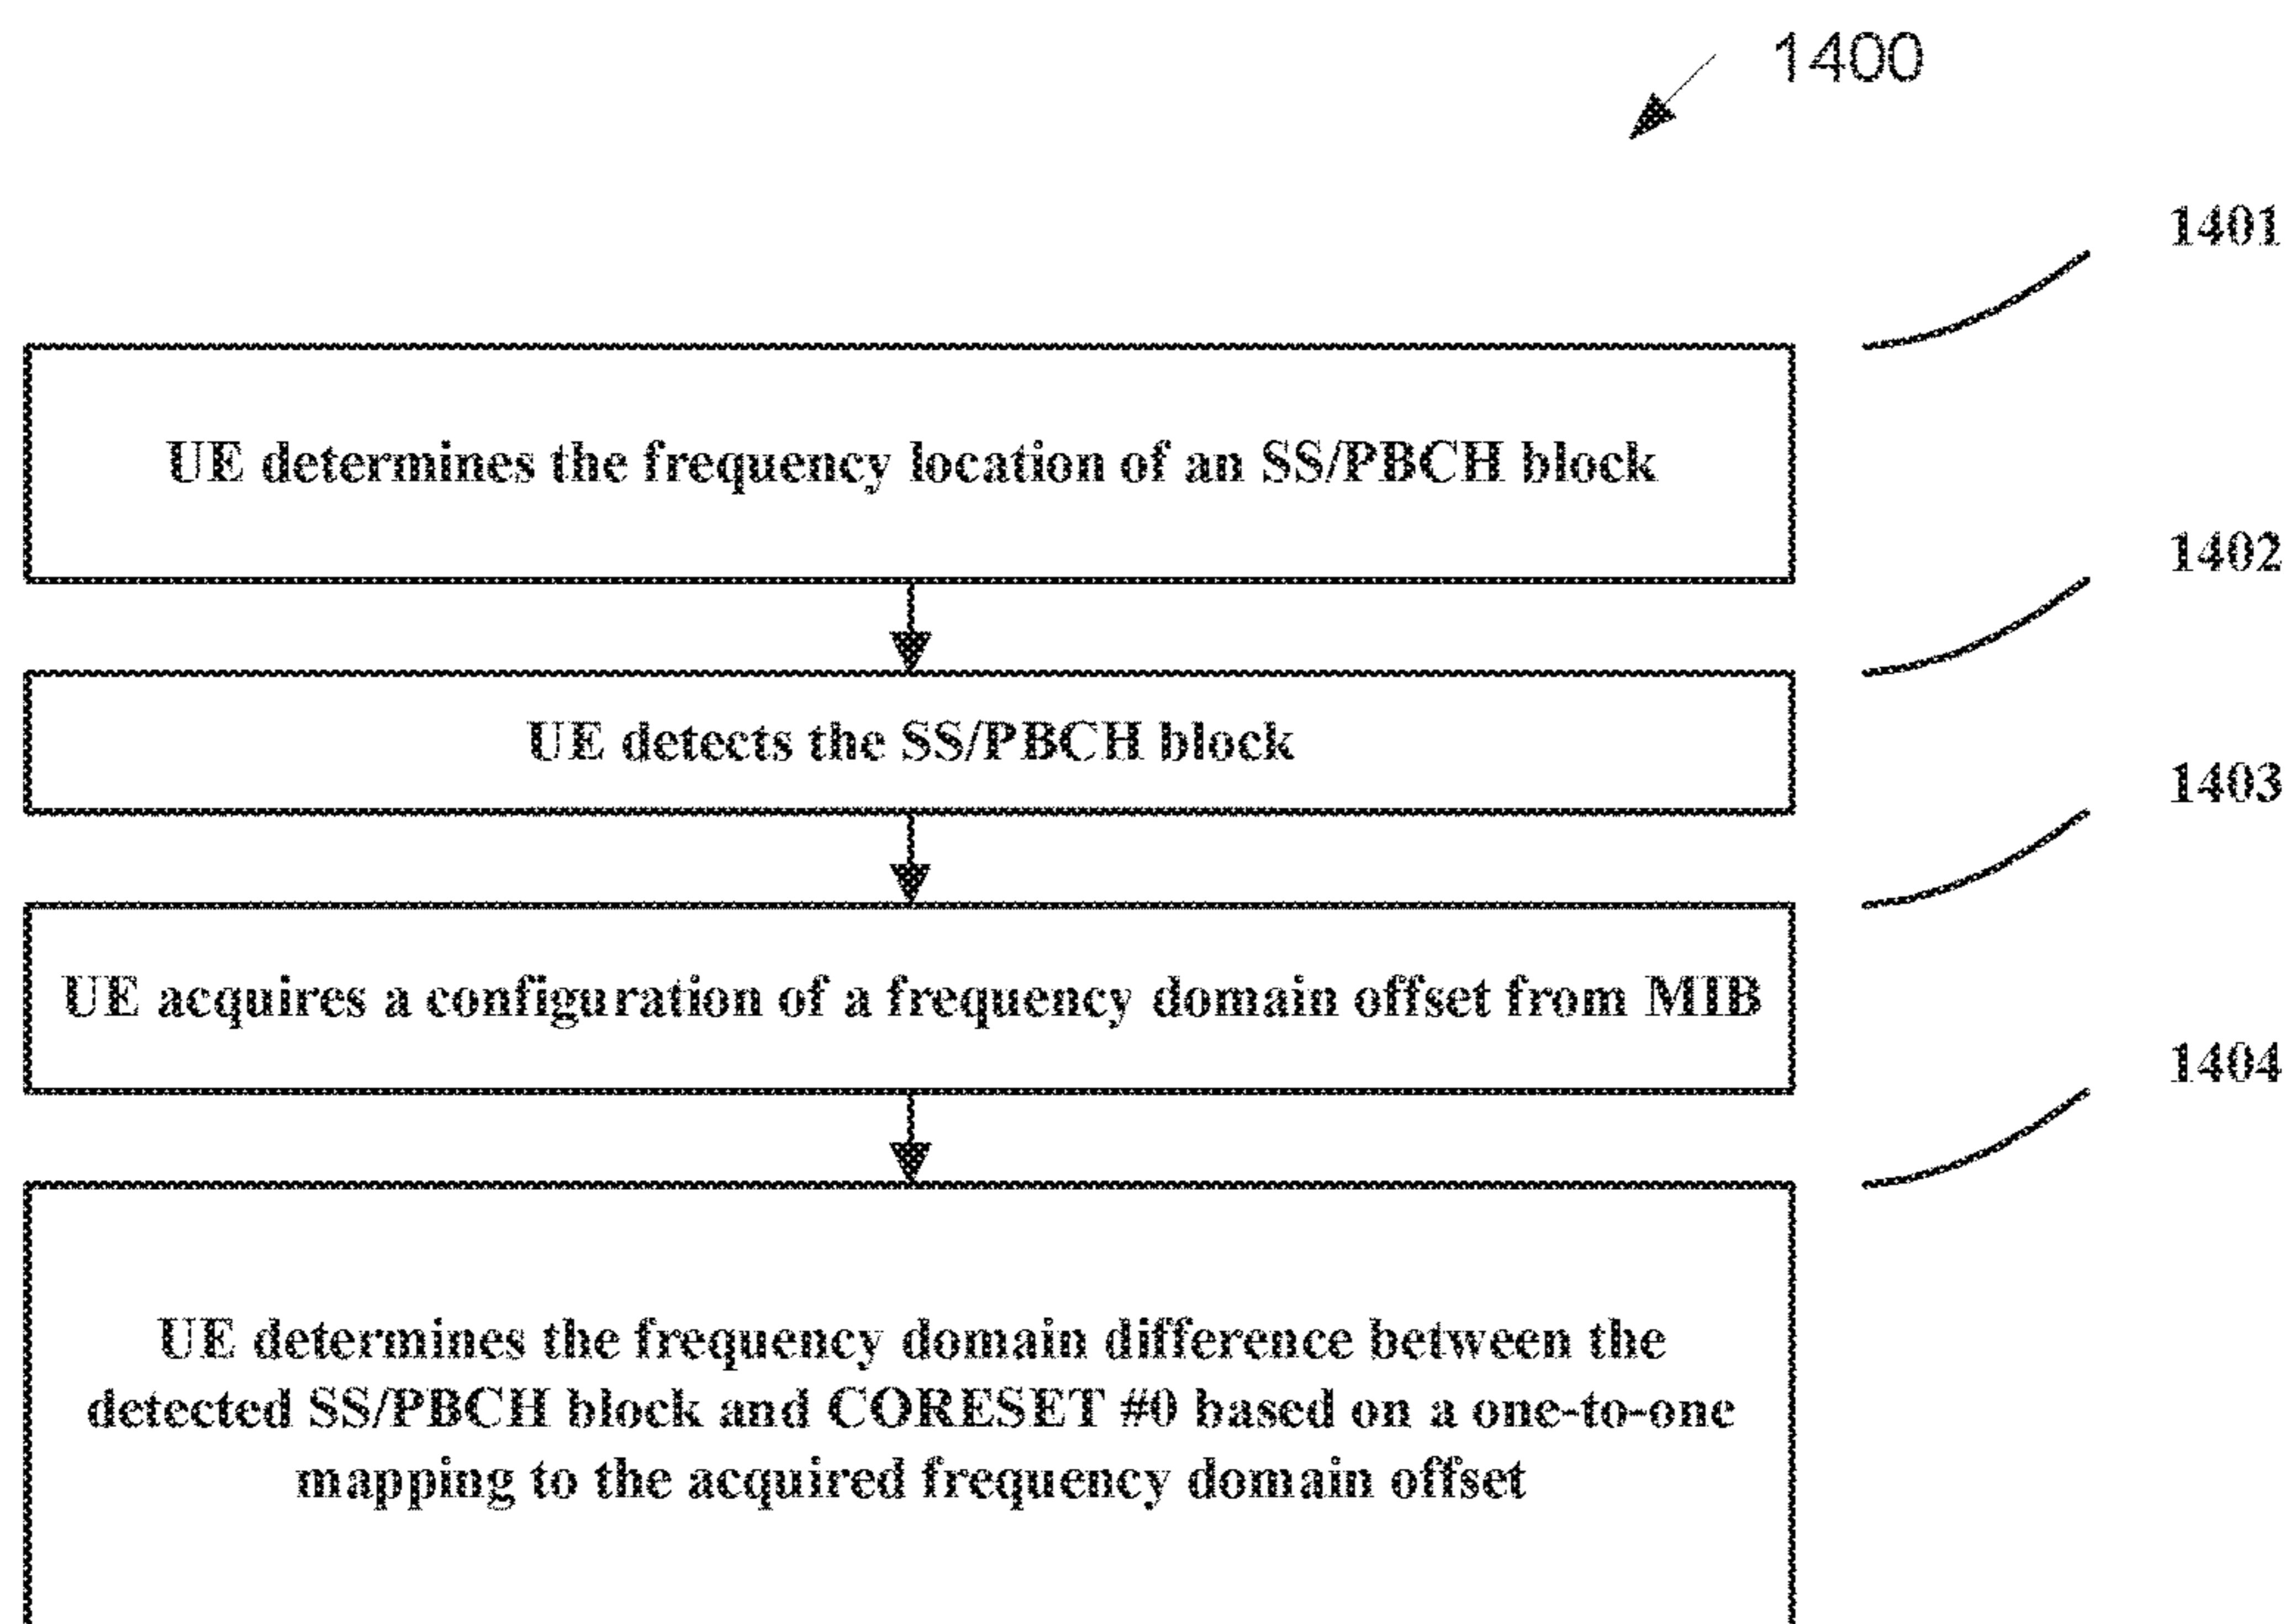 1400
1401
UE determines the frequency location of an SS/PBCH block
1402
UE detects the SS/PBCH block
1403
UE acquires a configuration of a frequency domain offset from MIB
1404
UE determines the frequency domain difference between the
detected SS/PBCH block and CORESET #0 based on a one-to-one
mapping to the acquired frequency domain offset